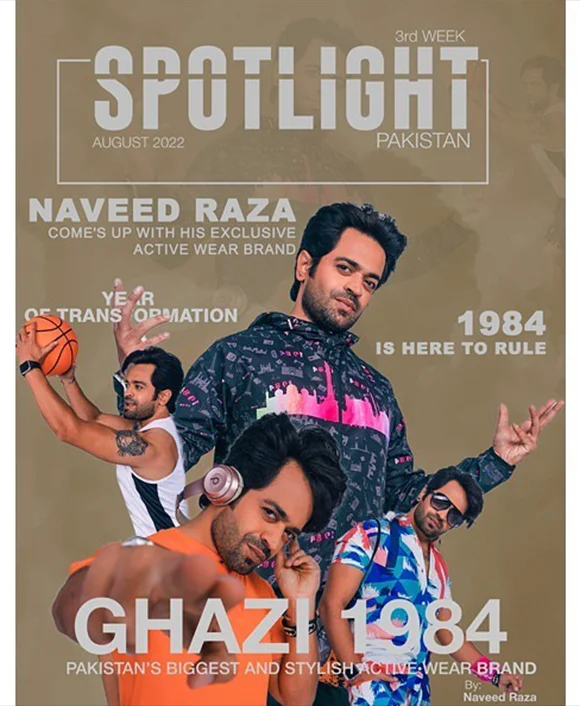 3rd WEEK
SPOTLIGHT
AUGUST 2022
PAKISTAN
NAVEED RAZA
COME'S UP WITH HIS EXCLUSIVE
ACTIVE WEAR BRAND
YEAR
OF TRANSFORMATION
1984
IS HERE TO RULE
GHAZI 1984
PAKISTAN'S BIGGEST AND STYLISH ACTIVE WEAR BRAND
By:
Naveed Raza